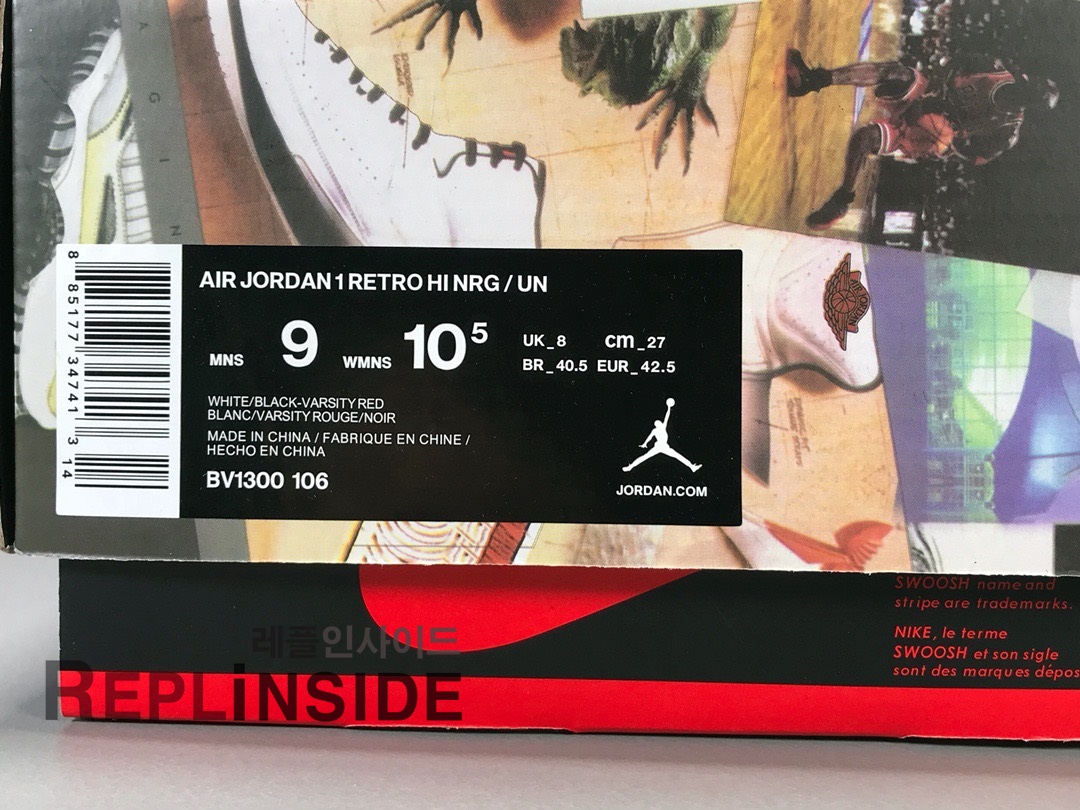 AIR JORDAN 1 RETRO HI NRG / UN
MNS 9 WMNS 10 5
UK_8 cm_27
BR_40.5 EUR_42.5
WHITE/BLACK-VARSITY RED
BLANC/VARSITY ROUGE/NOIR
MADE IN CHINA / FABRIQUE EN CHINE /
HECHO EN CHINA
BV1300 106
JORDAN.COM
8 85177 34741 3 14
SWOOSH name and
stripe are trademarks.
NIKE, le terme
SWOOSH et son sigle
sont des marques dépos
레플인사이드
REPLiNSIDE